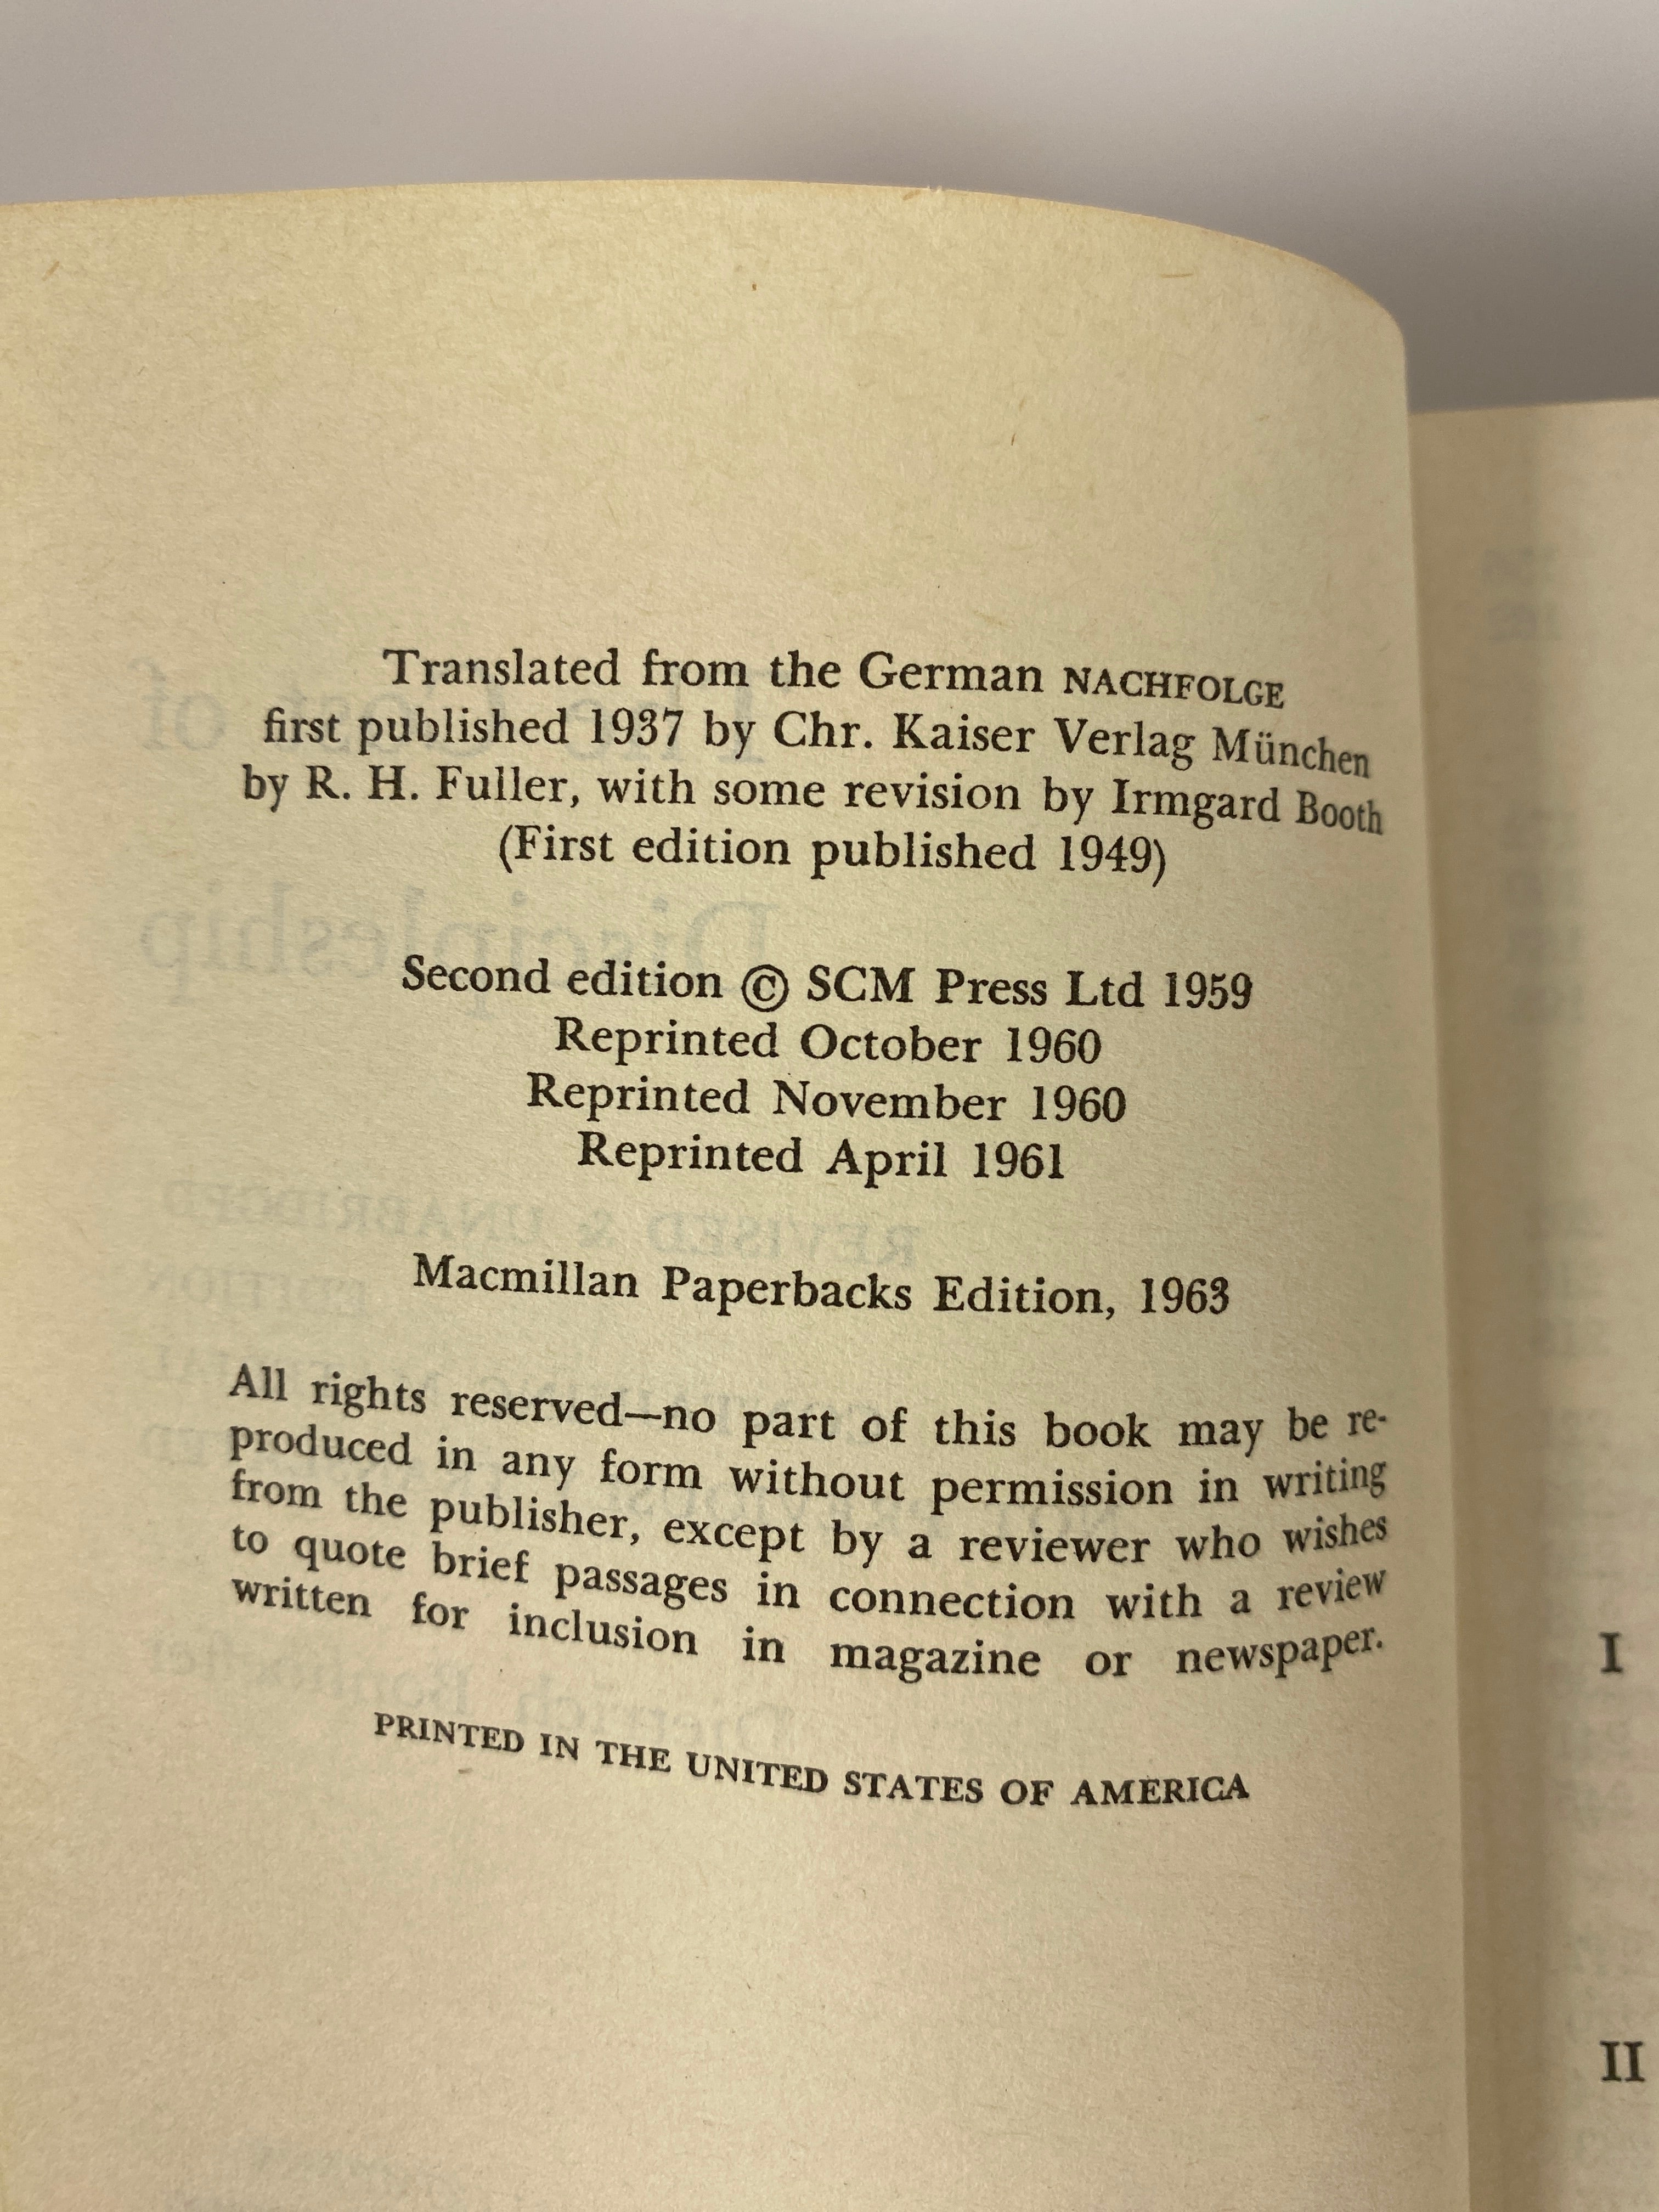 Translated from the German NACHFOLGE
first published 1937 by Chr. Kaiser Verlag München
by R. H. Fuller, with some revision by Irmgard Booth
(First edition published 1949)
Second edition © SCM Press Ltd 1959
Reprinted October 1960
Reprinted November 1960
Reprinted April 1961
Macmillan Paperbacks Edition, 1963
All rights reserved—no part of this book may be re-
produced in any form without permission in writing
from the publisher, except by a reviewer who wishes
to quote brief passages in connection with a review
written for inclusion in magazine or newspaper.
PRINTED IN THE UNITED STATES OF AMERICA
I
II